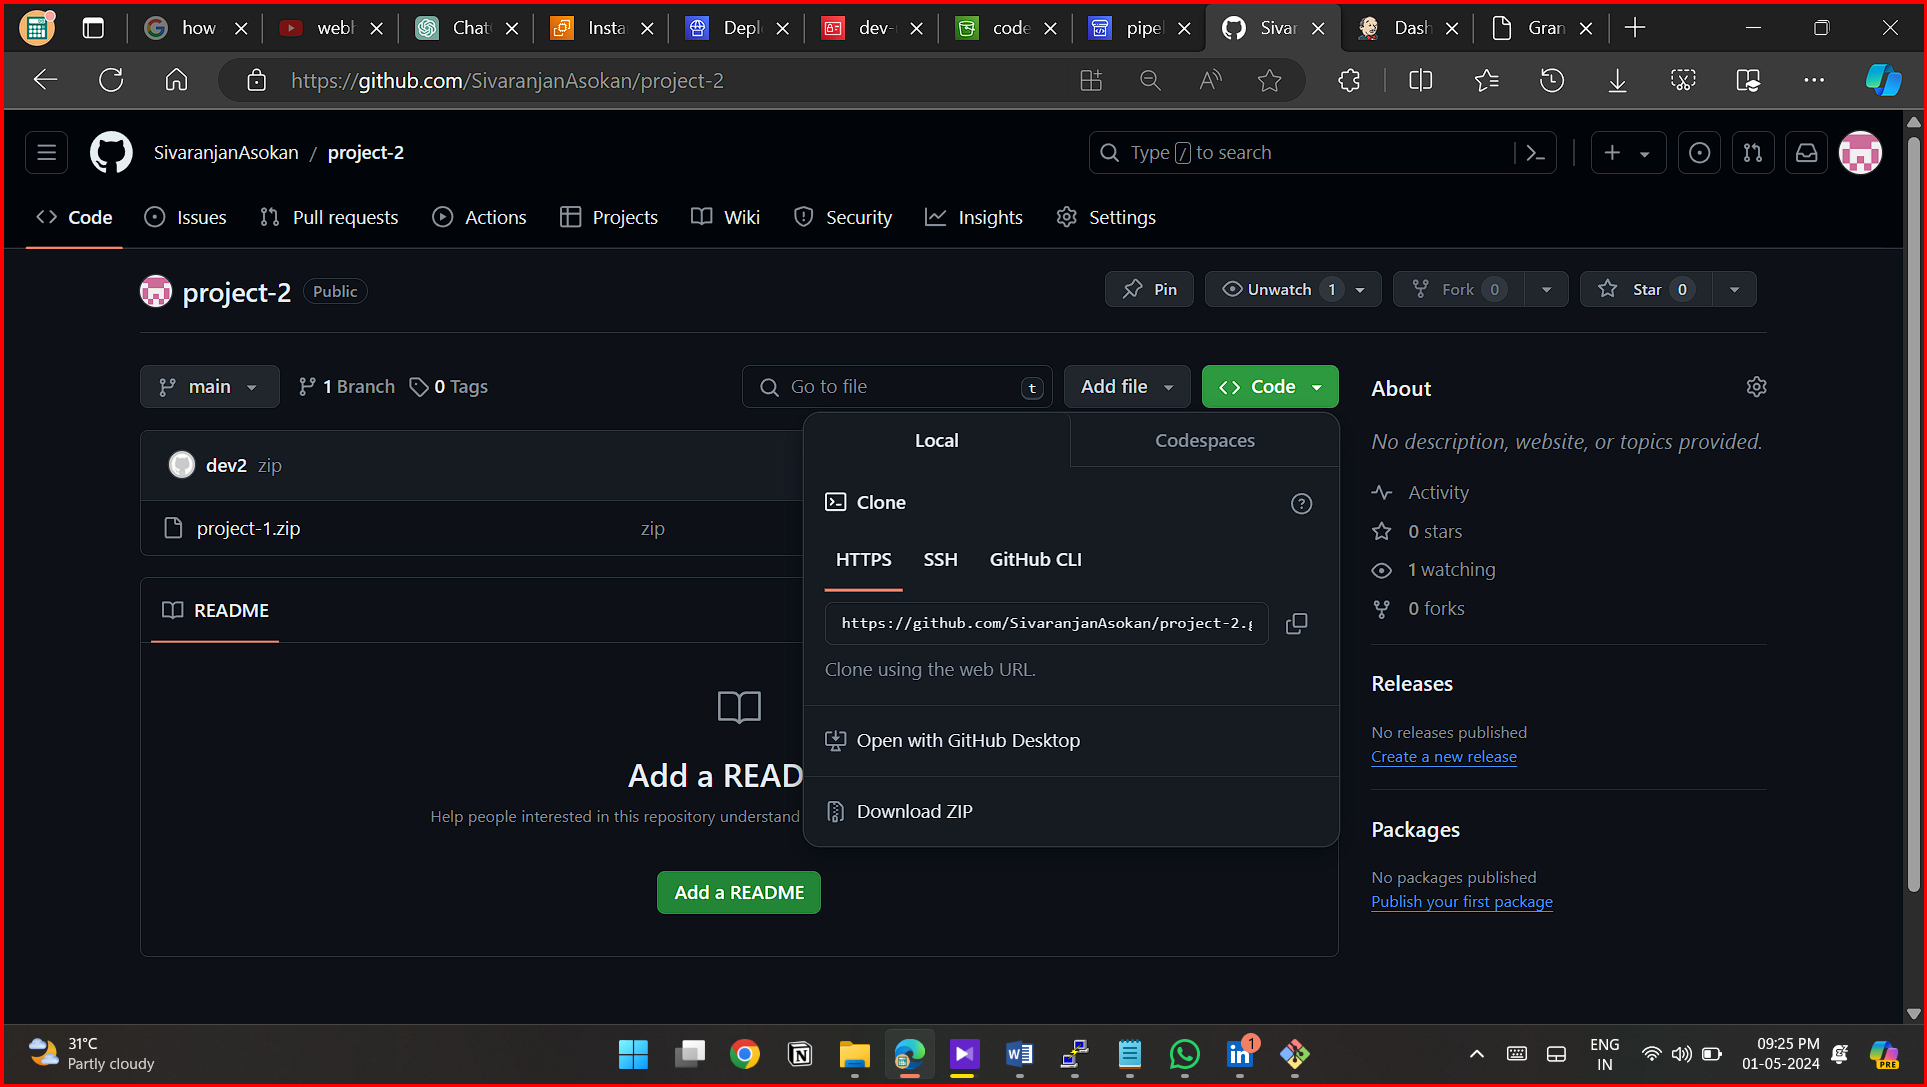 how
webh
Chat
Insta
Depl
dev-
code
pipel
Sivar
Dash
Gran
https://github.com/SivaranjanAsokan/project-2
SivaranjanAsokan / project-2
Type / to search
Code
Issues
Pull requests
Actions
Projects
Wiki
Security
Insights
Settings
project-2
Public
Pin
Unwatch 1
Fork 0
Star 0
main
1 Branch
0 Tags
Go to file
t
Add file
Code
About
No description, website, or topics provided.
Local
Codespaces
dev2 zip
Clone
Activity
project-1.zip
zip
0 stars
HTTPS
SSH
GitHub CLI
1 watching
README
https://github.com/SivaranjanAsokan/project-2.g
0 forks
Clone using the web URL.
Releases
No releases published
Create a new release
Open with GitHub Desktop
Add a READ
Help people interested in this repository understand
Download ZIP
Packages
No packages published
Publish your first package
Add a README
31°C
Partly cloudy
1
ENG
IN
09:25 PM
01-05-2024
PRE